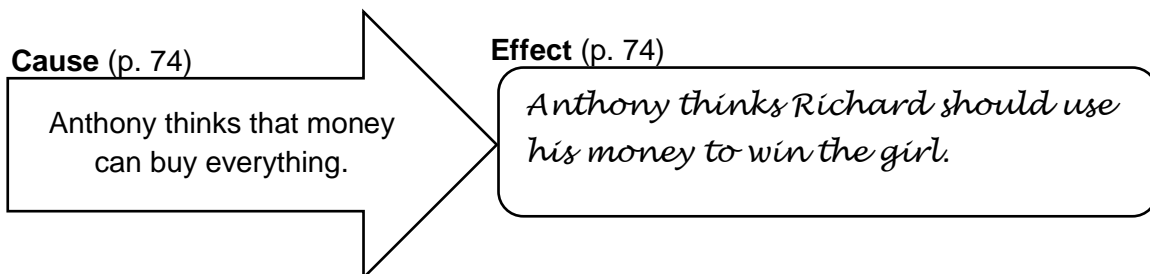 Cause (p. 74)
Anthony thinks that money
can buy everything.
Effect (p. 74)
Anthony thinks Richard should use
his money to win the girl.